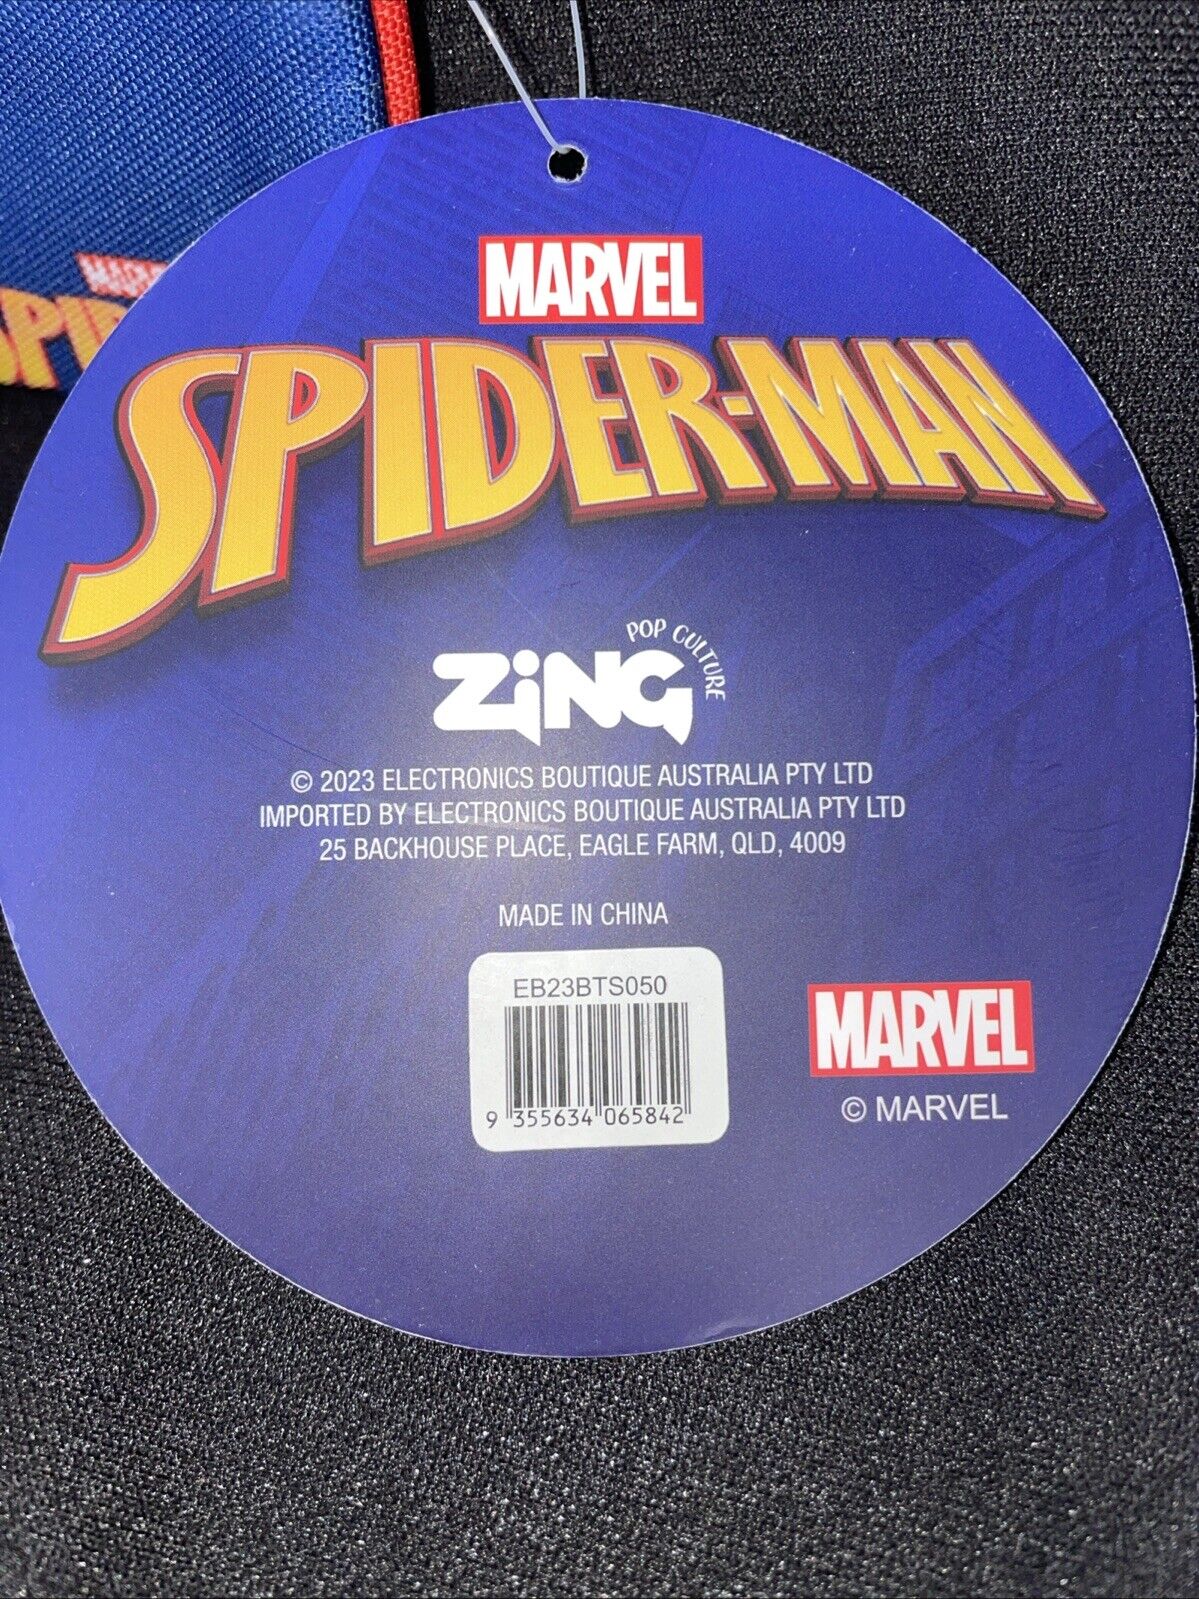 MARVEL
SPIDER-MAN
POP CULTURE
ZiNG
© 2023 ELECTRONICS BOUTIQUE AUSTRALIA PTY LTD
IMPORTED BY ELECTRONICS BOUTIQUE AUSTRALIA PTY LTD
25 BACKHOUSE PLACE, EAGLE FARM, QLD, 4009
MADE IN CHINA
EB23BTS050
9 355634 065842
MARVEL
© MARVEL